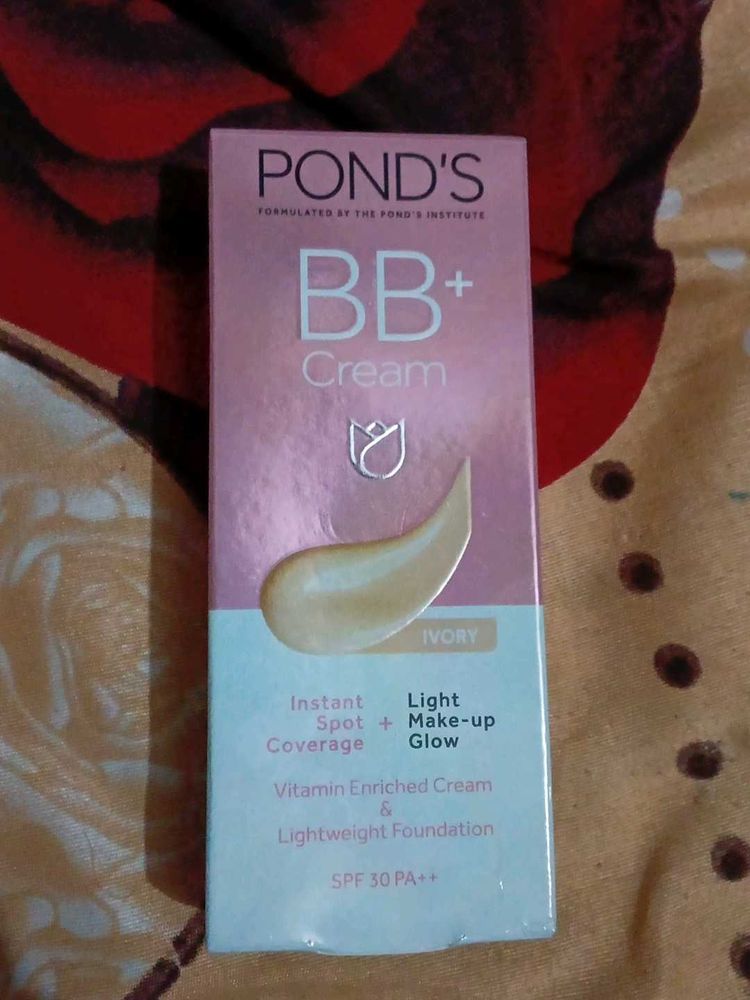 POND'S
FORMULATED BY THE POND'S INSTITUTE
BB+
Cream
IVORY
Instant
Spot
Coverage
+
Light
Make-up
Glow
Vitamin Enriched Cream
&
Lightweight Foundation
SPF 30 PA++